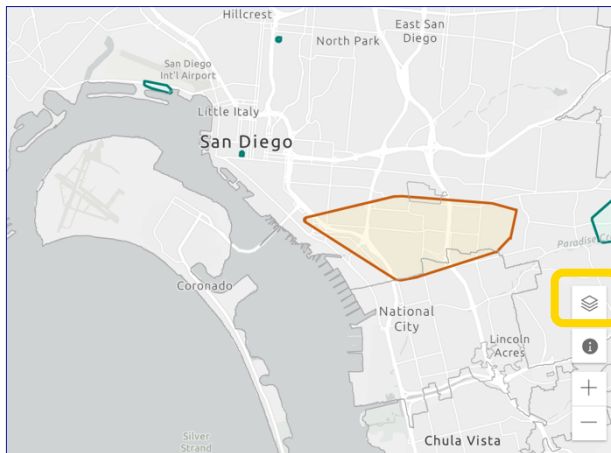 Hillcrest
North Park
East San
Diego
San Diego
Int'l Airport
Little Italy
San Diego
Coronado
National
City
Lincoln
Acres
Silver
Strand
Chula Vista